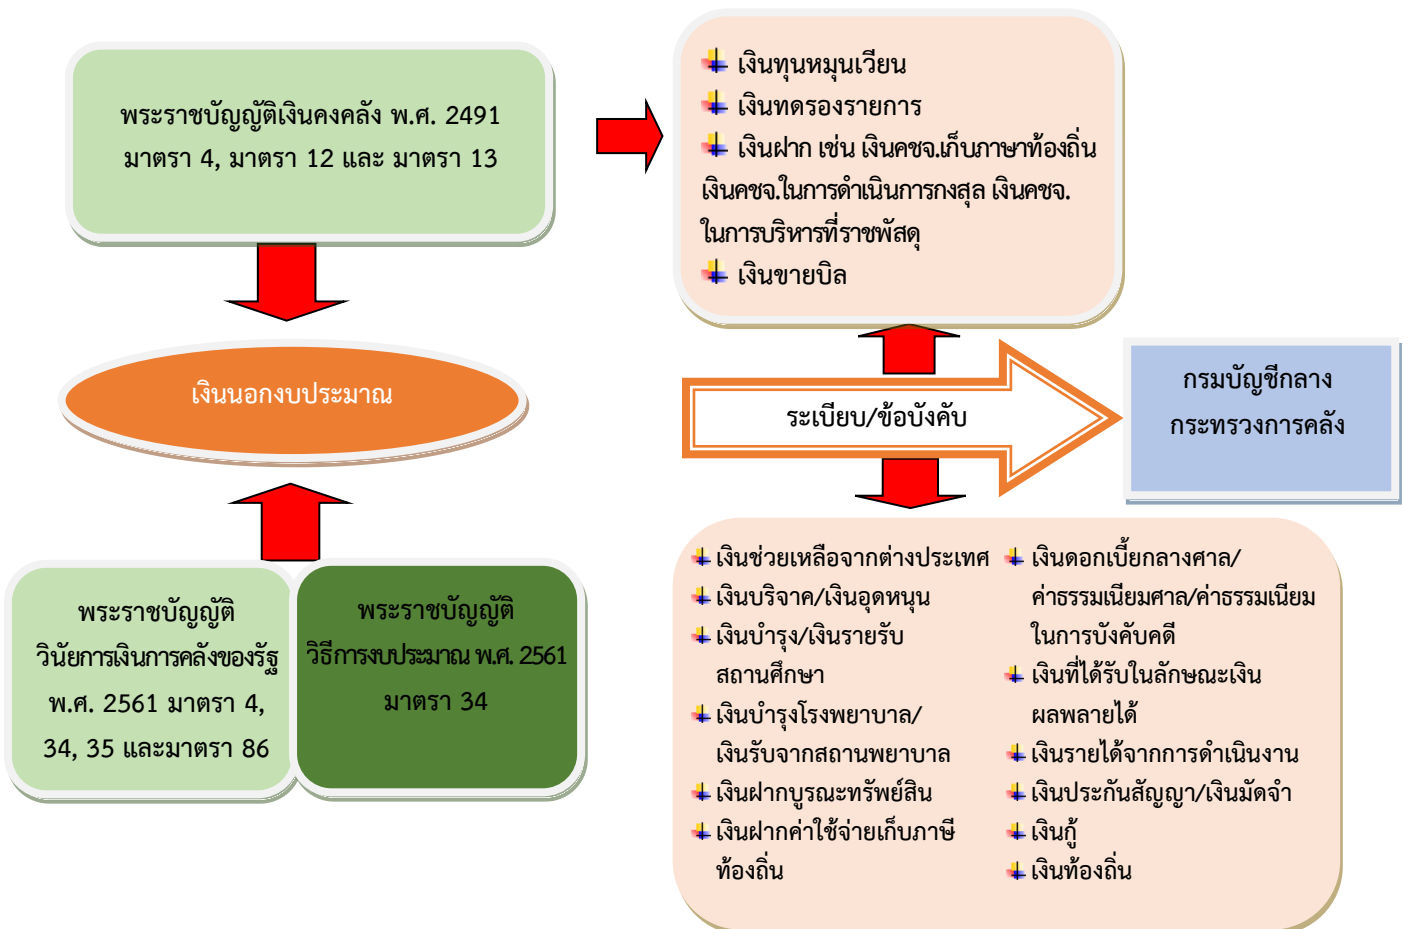 พระราชบัญญัติเงินคงคลัง พ.ศ. 2491
มาตรา 4, มาตรา 12 และ มาตรา 13
เงินทุนหมุนเวียน
เงินทดรองรายการ
เงินฝาก เช่น เงินคชจ.เก็บภาษาท้องถิ่น
เงินคชจ.ในการดำเนินการกงสุล เงินคชจ.
ในการบริหารที่ราชพัสดุ
เงินขายบิล
เงินนอกงบประมาณ
ระเบียบ/ข้อบังคับ
กรมบัญชีกลาง
กระทรวงการคลัง
พระราชบัญญัติ
วินัยการเงินการคลังของรัฐ
พ.ศ. 2561 มาตรา 4,
34, 35 และมาตรา 86
พระราชบัญญัติ
วิธีการงบประมาณ พ.ศ. 2561
มาตรา 34
เงินช่วยเหลือจากต่างประเทศ
เงินบริจาค/เงินอุดหนุน
เงินบำรุง/เงินรายรับ
สถานศึกษา
เงินบำรุงโรงพยาบาล/
เงินรับจากสถานพยาบาล
เงินฝากบูรณะทรัพย์สิน
เงินฝากค่าใช้จ่ายเก็บภาษี
ท้องถิ่น
เงินดอกเบี้ยกลางศาล/
ค่าธรรมเนียมศาล/ค่าธรรมเนียม
ในการบังคับคดี
เงินที่ได้รับในลักษณะเงิน
ผลพลายได้
เงินรายได้จากการดำเนินงาน
เงินประกันสัญญา/เงินมัดจำ
เงินกู้
เงินท้องถิ่น